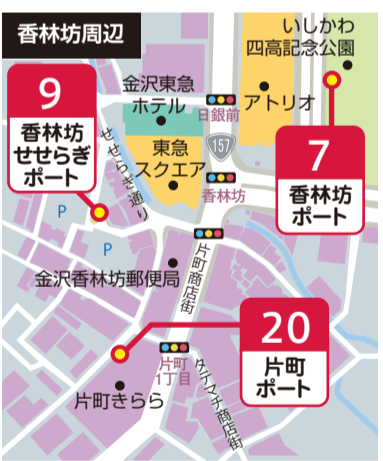 香林坊周辺
いしかわ
四高記念公園
9
香林坊
せせらぎ
ポート
金沢東急
ホテル
日銀前
アトリオ
せせらぎ通り
東急
スクエア
157
7
香林坊
ポート
香林坊
P
P
片町商店街
金沢香林坊郵便局
20
片町
ポート
片町
1丁目
片町きらら
タテマチ商店街